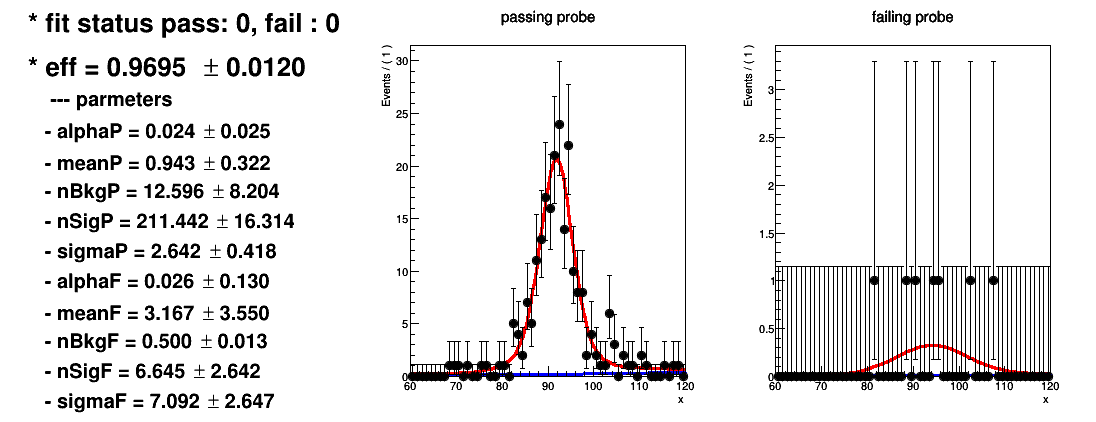 * fit status pass: 0, fail : 0
* eff = 0.9695 ± 0.0120
--- parmeters
- alphaP = 0.024 ± 0.025
- meanP = 0.943 ± 0.322
- nBkgP = 12.596 ± 8.204
- nSigP = 211.442 ± 16.314
- sigmaP = 2.642 ± 0.418
- alphaF = 0.026 ± 0.130
- meanF = 3.167 ± 3.550
- nBkgF = 0.500 ± 0.013
- nSigF = 6.645 ± 2.642
- sigmaF = 7.092 ± 2.647
passing probe
Events / ( 1 )
30
25
20
15
10
5
0
60 70 80 90 100 110 120
x
failing probe
Events / ( 1 )
3
2.5
2
1.5
1
0.5
0
60 70 80 90 100 110 120
x